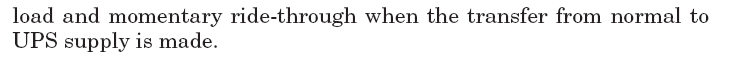 load and momentary ride-through when the transfer from normal to
UPS supply is made.